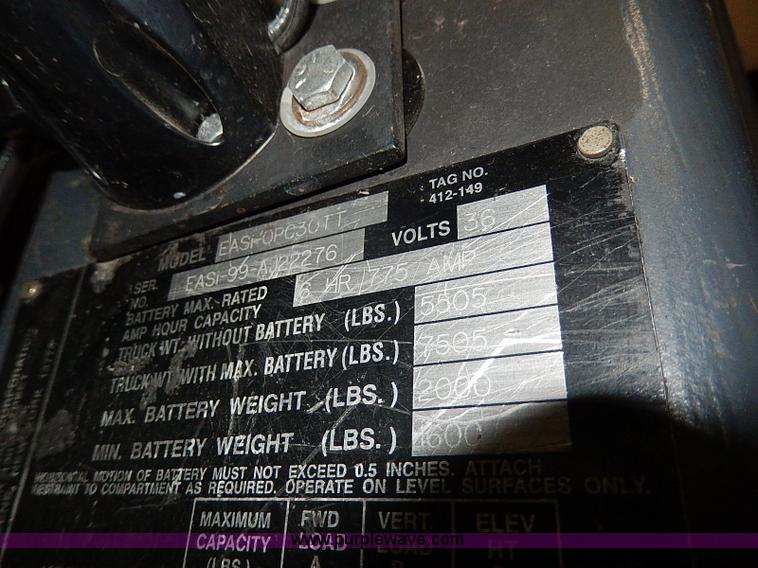 TAG NO.
412-149
MODEL EASI-OPC30TT VOLTS 36
SER. NO. EASI-99-AJ22276
BATTERY MAX. RATED
AMP HOUR CAPACITY 6 HR/775 AMP
TRUCK WT. WITHOUT BATTERY (LBS.) 5505
TRUCK WT. WITH MAX. BATTERY (LBS.) 7505
MAX. BATTERY WEIGHT (LBS.) 2000
MIN. BATTERY WEIGHT (LBS.) 1600
HORIZONTAL MOTION OF BATTERY MUST NOT EXCEED 0.5 INCHES. ATTACH
RESTRAINT TO COMPARTMENT AS REQUIRED. OPERATE ON LEVEL SURFACES ONLY.
MAXIMUM FWD VERT ELEV
CAPACITY LOAD LOAD HT
(LBS.) A
www.purplewave.com